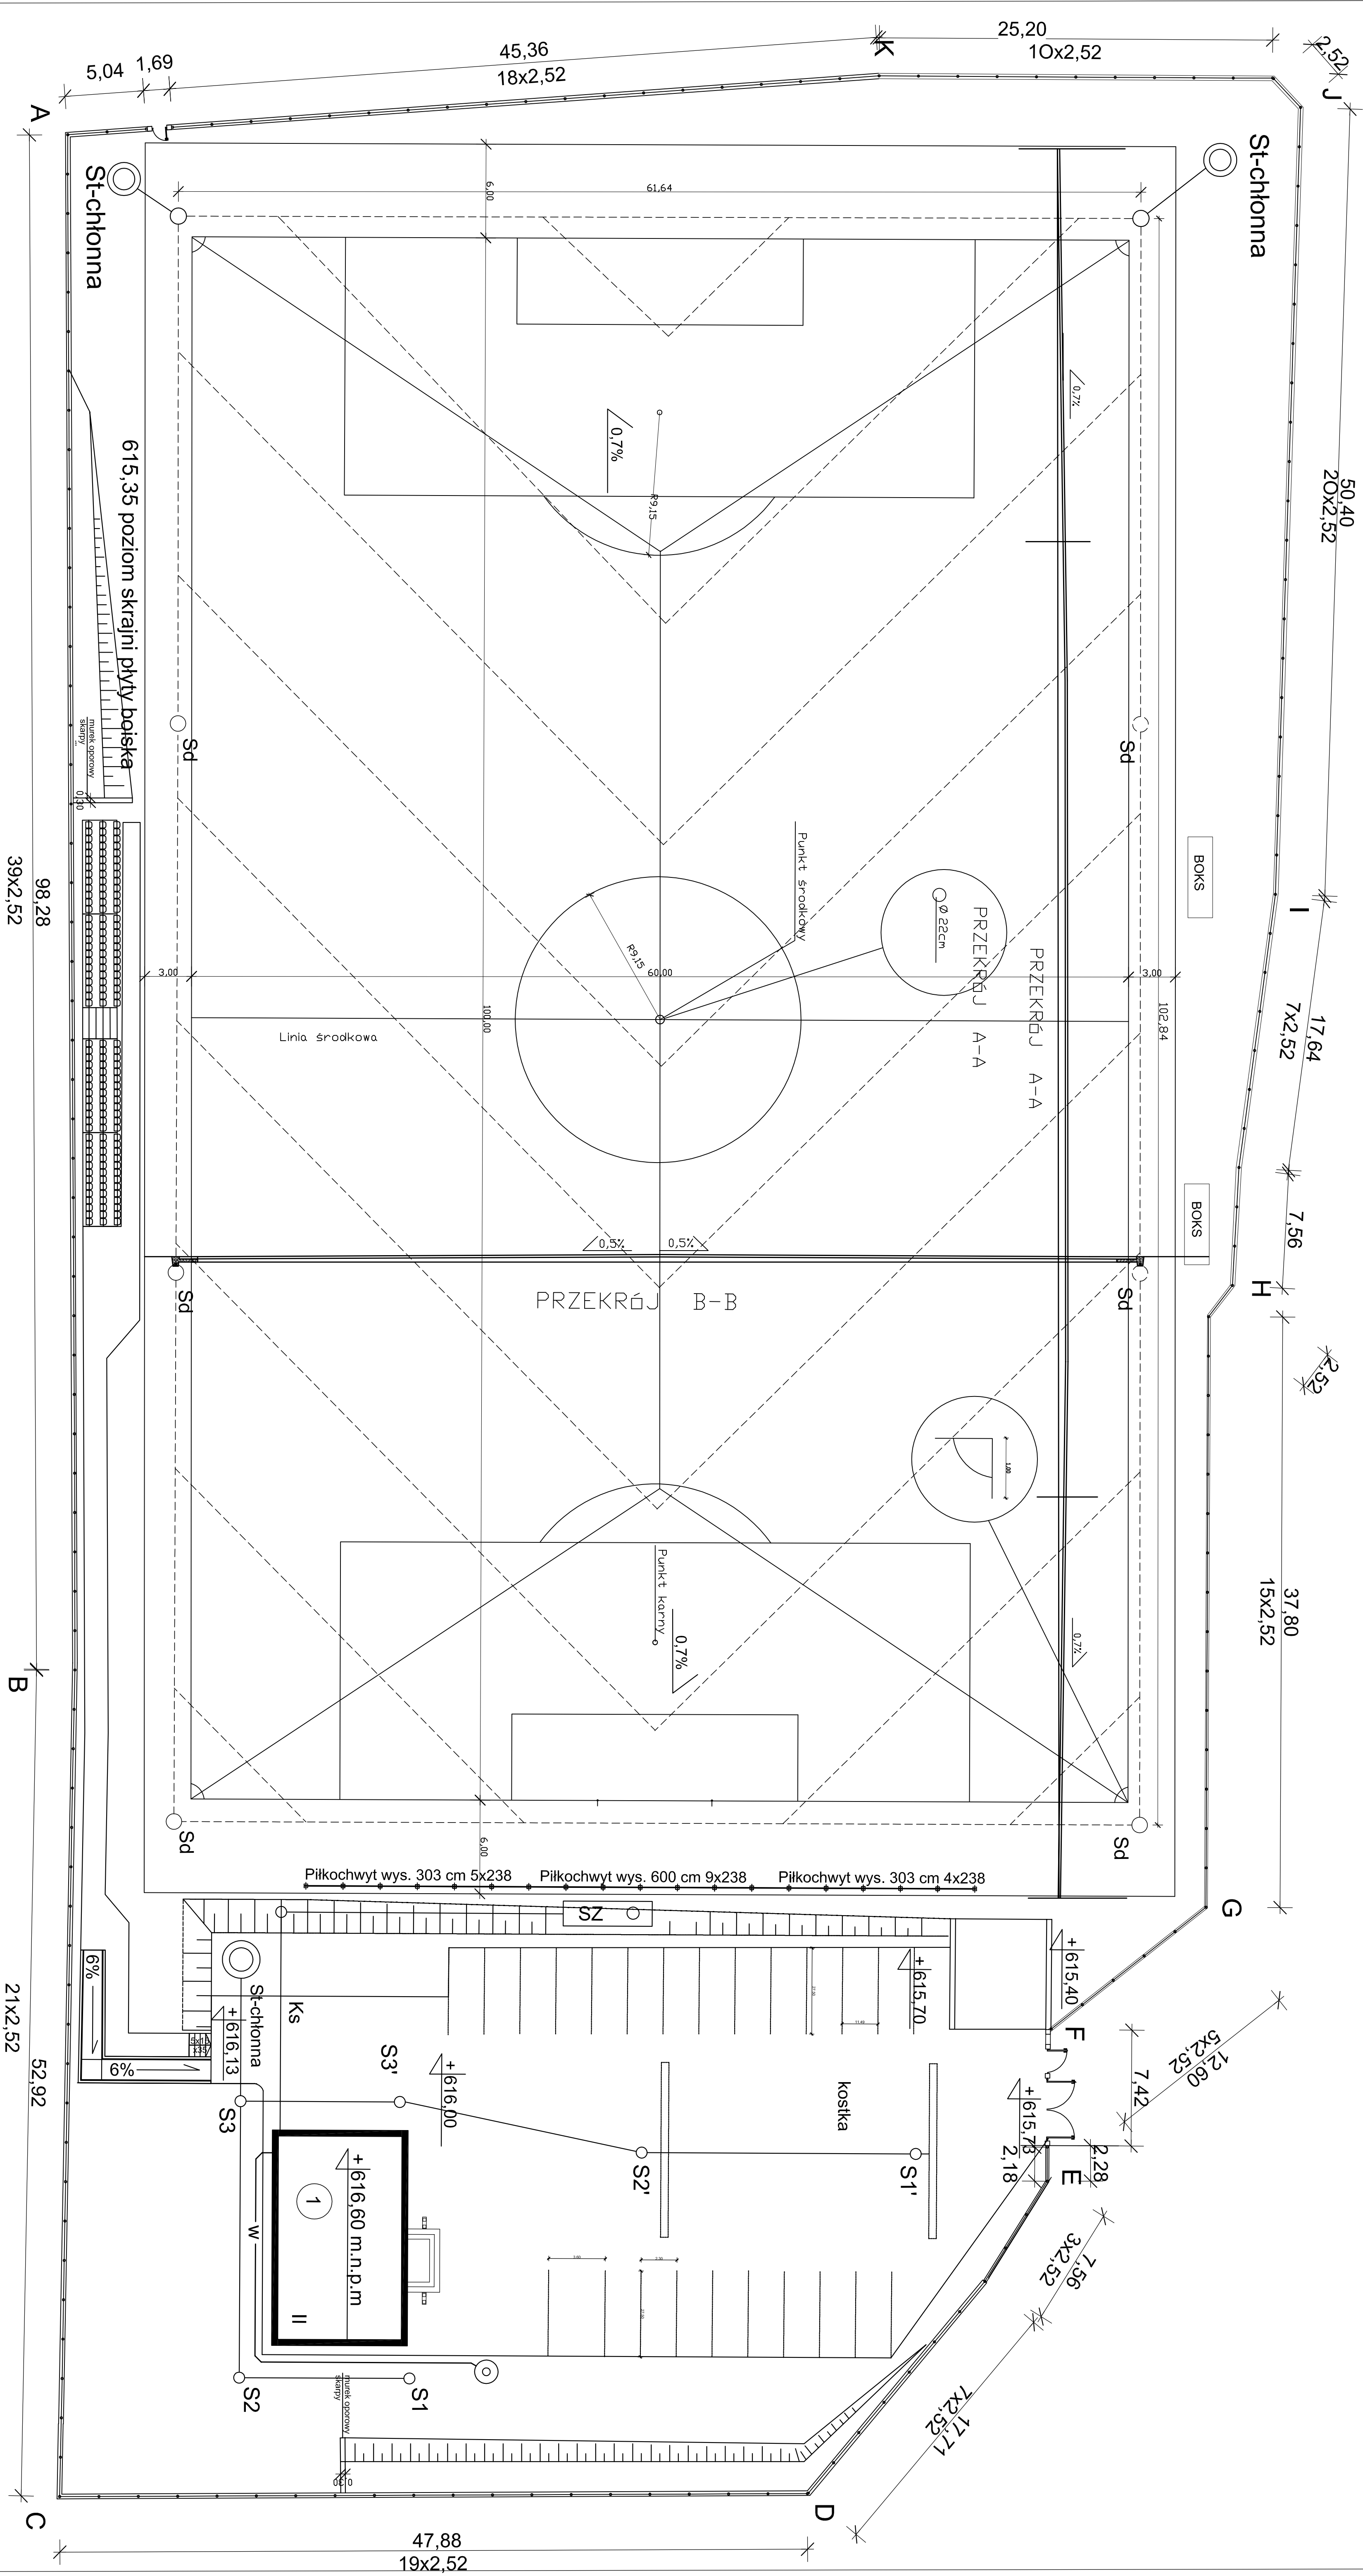 25,20
10x2,52
2,52
J
K
45,36
18x2,52
5,04
1,69
A
St-chłonna
St-chłonna
6,00
61,64
50,40
20x2,52
0,7%
0,7%
R9,15
615,35 poziom skrajni płyty boiska
murek oporowy
skarpy
0,30
Sd
Sd
BOKS
I
Punkt środkowy
Ø 22cm
PRZEKRóJ A-A
PRZEKRóJ A-A
98,28
39x2,52
3,00
R9,15
60,00
3,00
100,00
102,84
Linia środkowa
17,64
7x2,52
7,56
BOKS
H
0,5%
0,5%
PRZEKRóJ B-B
Sd
Sd
2,52
1,00
37,80
15x2,52
Punkt karny
0,7%
0,7%
B
Sd
Sd
6,00
Piłkochwyt wys. 303 cm 5x238
Piłkochwyt wys. 600 cm 9x238
Piłkochwyt wys. 303 cm 4x238
SZ
G
+615,40
+615,70
St-chłonna
Ks
+616,13
6%
6%
21x2,52
52,92
S3'
+616,00
kostka
F
7,42
12,60
5x2,52
+615,73
2,18
2,28
E
S3
S2'
S1'
+616,60 m.n.p.m
1
w
II
7,56
3x2,52
S2
S1
murek oporowy
skarpy
17,71
7x2,52
D
C
47,88
19x2,52